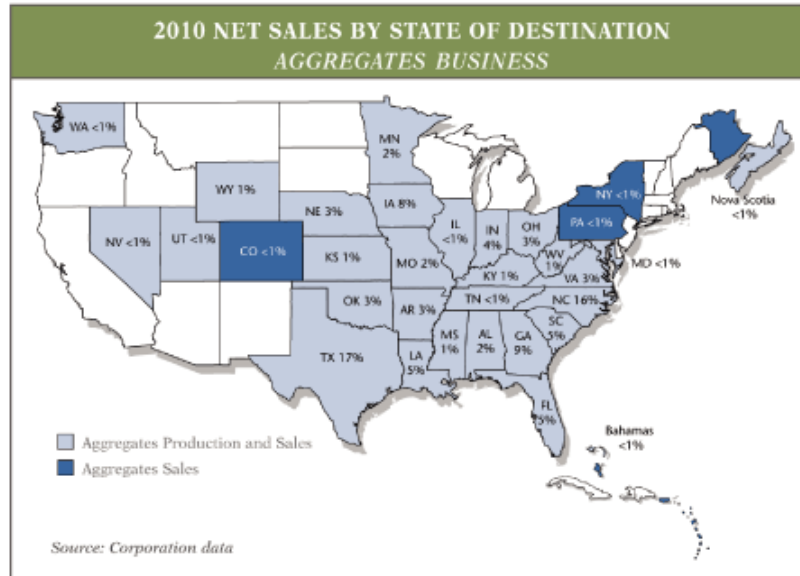 2010 NET SALES BY STATE OF DESTINATION
AGGREGATES BUSINESS
WA <1%
MN
2%
WY 1%
IA 8%
NE 3%
NV <1%
UT <1%
CO <1%
KS 1%
MO 2%
IL
<1%
IN
4%
OH
3%
NY <1%
PA <1%
Nova Scotia
<1%
WV
1%
MD <1%
KY 1%
VA 3%
TN <1%
NC 16%
OK 3%
AR 3%
SC
5%
MS
1%
AL
2%
GA
9%
TX 17%
LA
5%
FL
5%
Bahamas
<1%
Aggregates Production and Sales
Aggregates Sales
Source: Corporation data